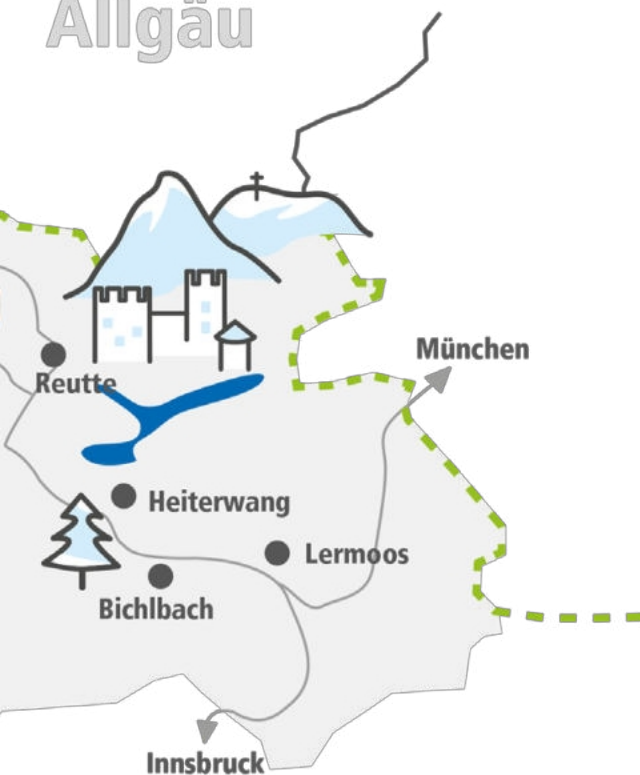 Allgäu
München
Reutte
Heiterwang
Lermoos
Bichlbach
Innsbruck